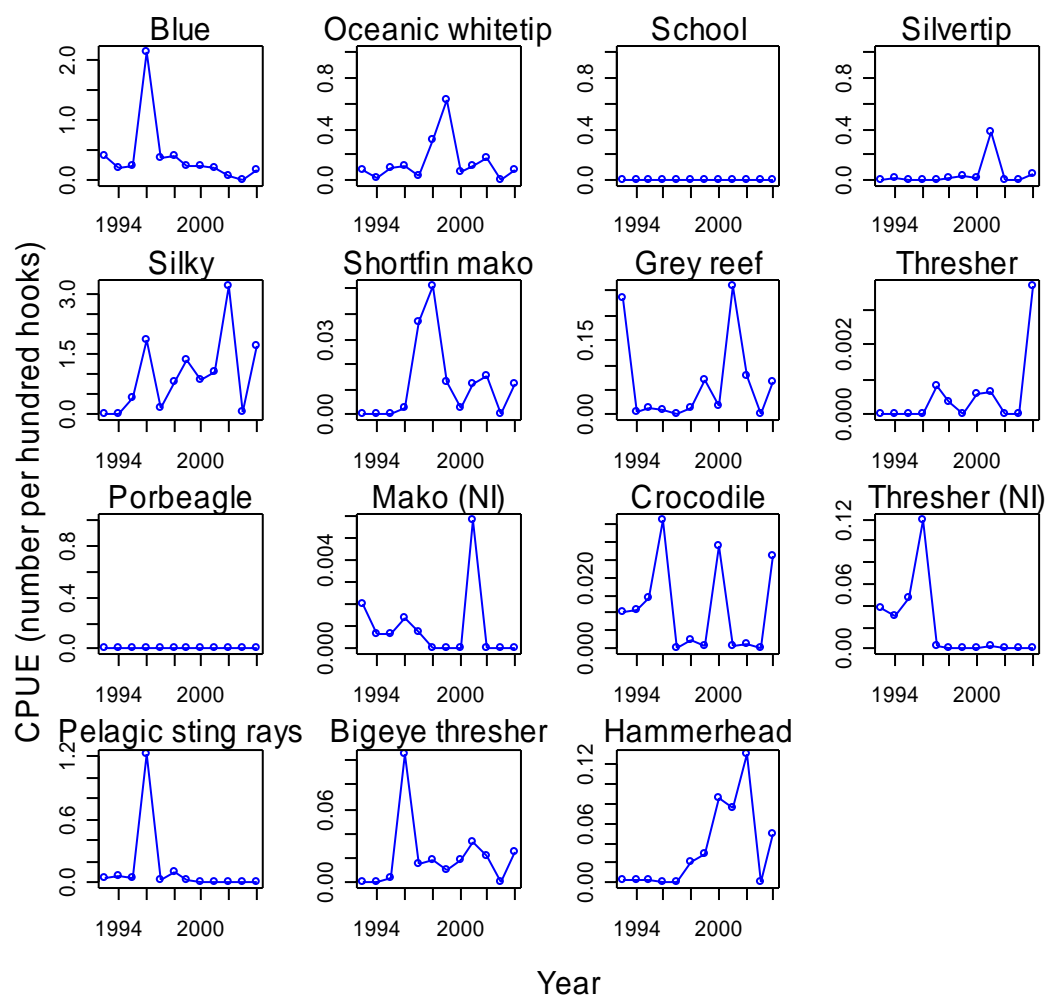 Blue Oceanic whitetip School Silvertip
0.0 1.0 2.0 0.0 0.4 0.8 0.0 0.4 0.8 0.0 0.4 0.8
1994 2000 1994 2000 1994 2000 1994 2000
Silky Shortfin mako Grey reef Thresher
0.0 1.5 3.0 0.00 0.03 0.00 0.15 0.000 0.002
1994 2000 1994 2000 1994 2000 1994 2000
Porbeagle Mako (NI) Crocodile Thresher (NI)
0.0 0.4 0.8 0.000 0.004 0.000 0.020 0.00 0.06 0.12
1994 2000 1994 2000 1994 2000 1994 2000
Pelagic sting rays Bigeye thresher Hammerhead
0.0 0.6 1.2 0.00 0.06 0.00 0.06 0.12
1994 2000 1994 2000 1994 2000
CPUE (number per hundred hooks)
Year